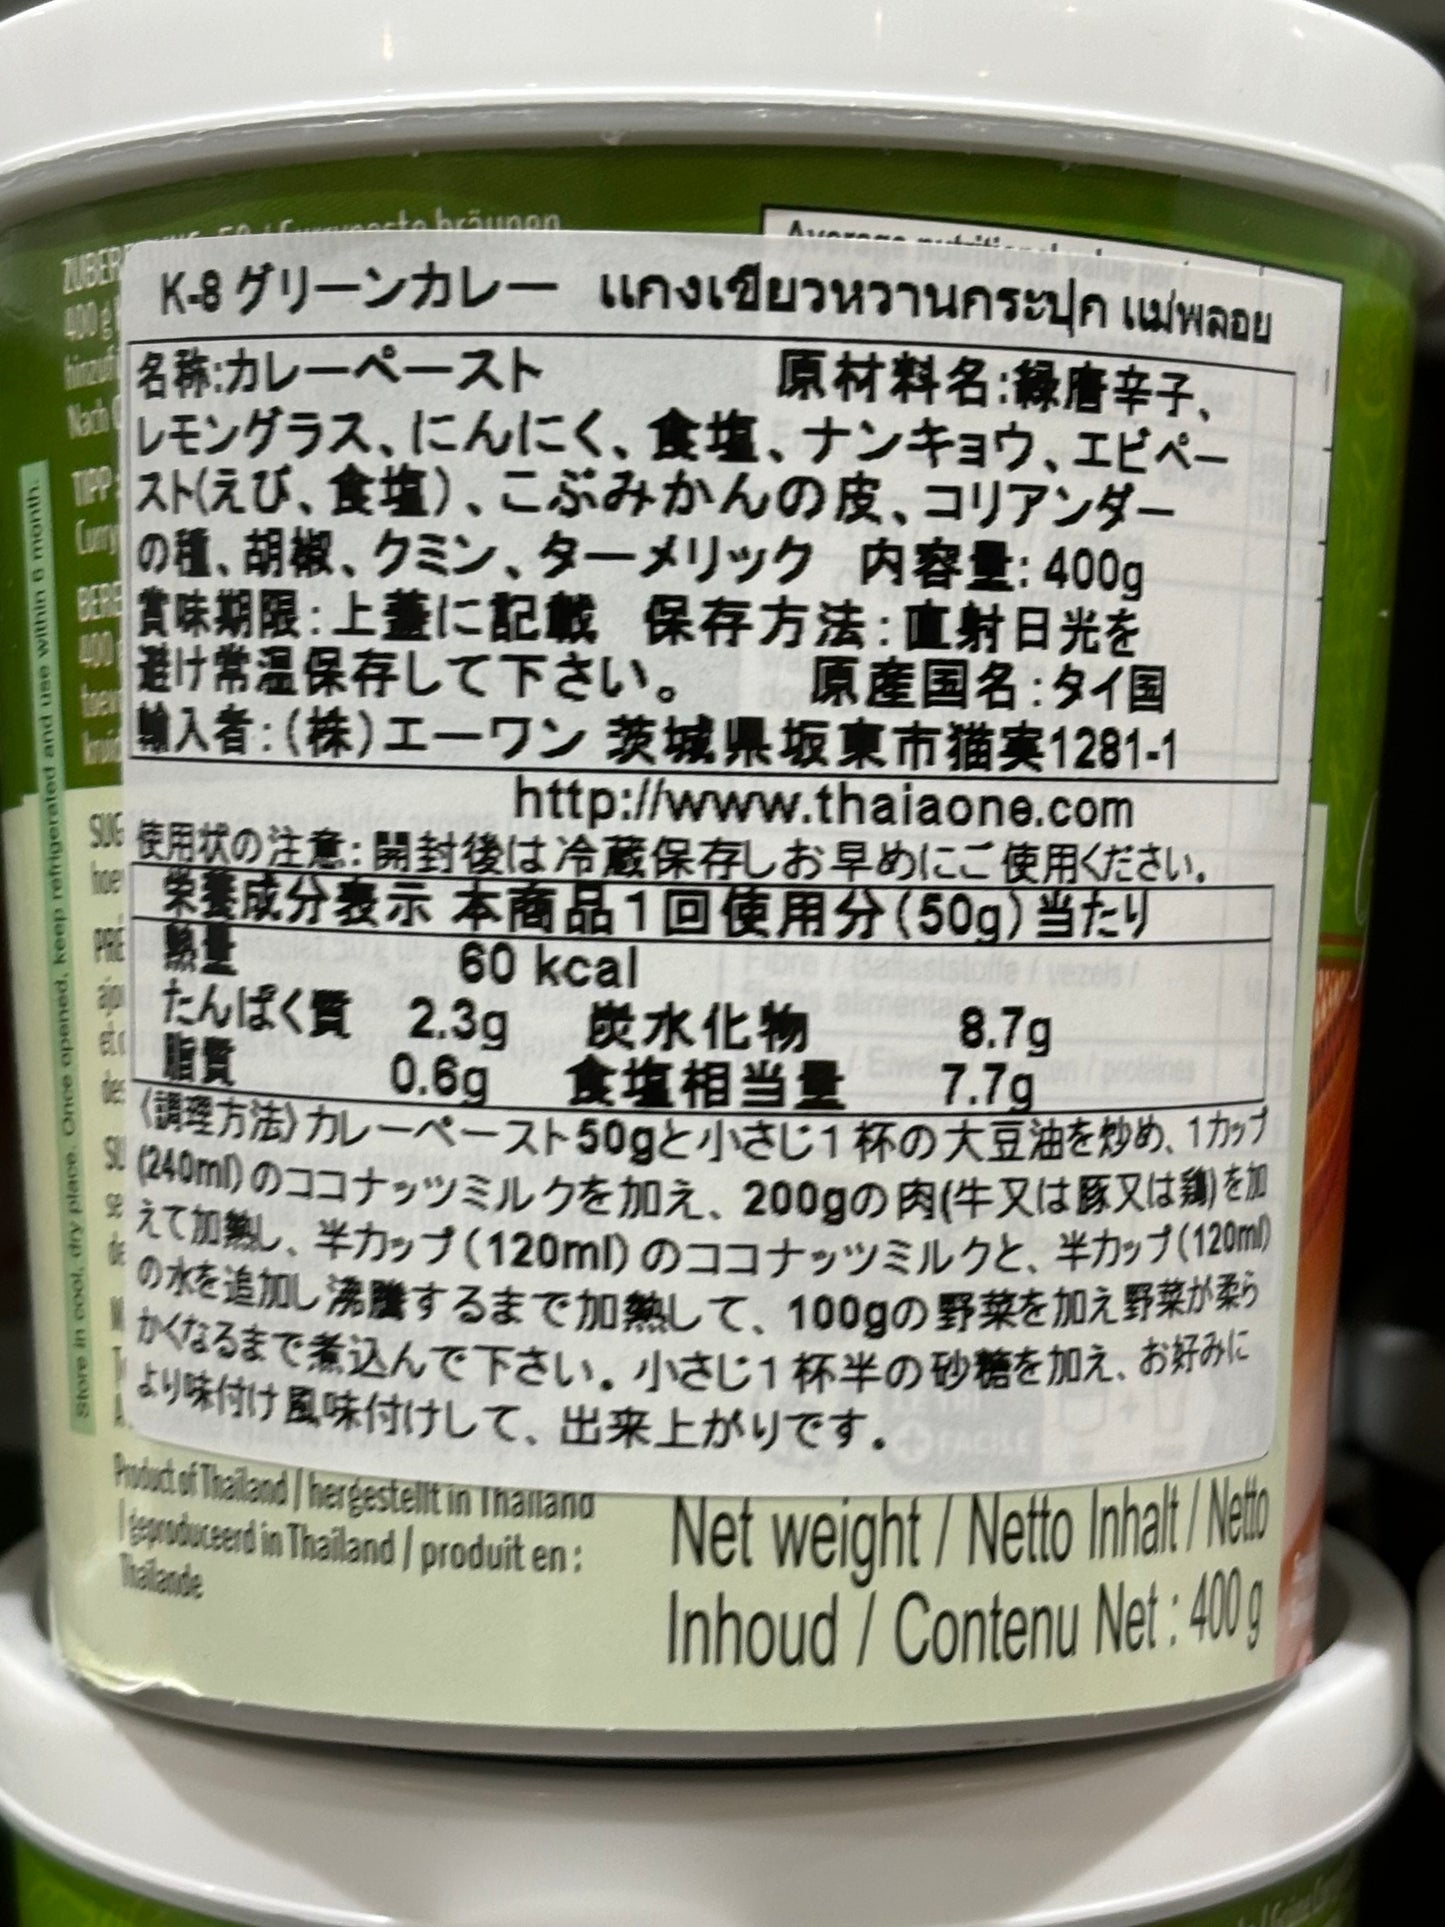 K-8 グリーンカレー แกงเขียวหวานกระปุก แม่พลอย
名称:カレーペースト 原材料名:緑唐辛子、
レモングラス、にんにく、食塩、ナンキョウ、エビペー
スト(えび、食塩)、こぶみかんの皮、コリアンダー
の種、胡椒、クミン、ターメリック 内容量:400g
賞味期限:上蓋に記載 保存方法:直射日光を
避け常温保存して下さい。 原産国名:タイ国
輸入者:(株)エーワン 茨城県坂東市猫実1281-1
http://www.thaiaone.com
使用状の注意:開封後は冷蔵保存しお早めにご使用ください。
栄養成分表示 本商品1回使用分(50g)当たり
熱量 60 kcal
たんぱく質 2.3g 炭水化物 8.7g
脂質 0.6g 食塩相当量 7.7g
〈調理方法〉カレーペースト50gと小さじ1杯の大豆油を炒め、1カップ
(240ml)のココナッツミルクを加え、200gの肉(牛又は豚又は鶏)を加
えて加熱し、半カップ(120ml)のココナッツミルクと、半カップ(120ml)
の水を追加し沸騰するまで加熱して、100gの野菜を加え野菜が柔ら
かくなるまで煮込んで下さい。小さじ1杯半の砂糖を加え、お好みに
より味付け風味付けして、出来上がりです。
Store in cool, dry place. Once opened, keep refrigerated and use within 6 month.
Product of Thailand / hergestellt in Thailand
/ geproduceerd in Thailand / produit en :
Thaïlande
Net weight / Netto Inhalt / Netto
Inhoud / Contenu Net : 400 g